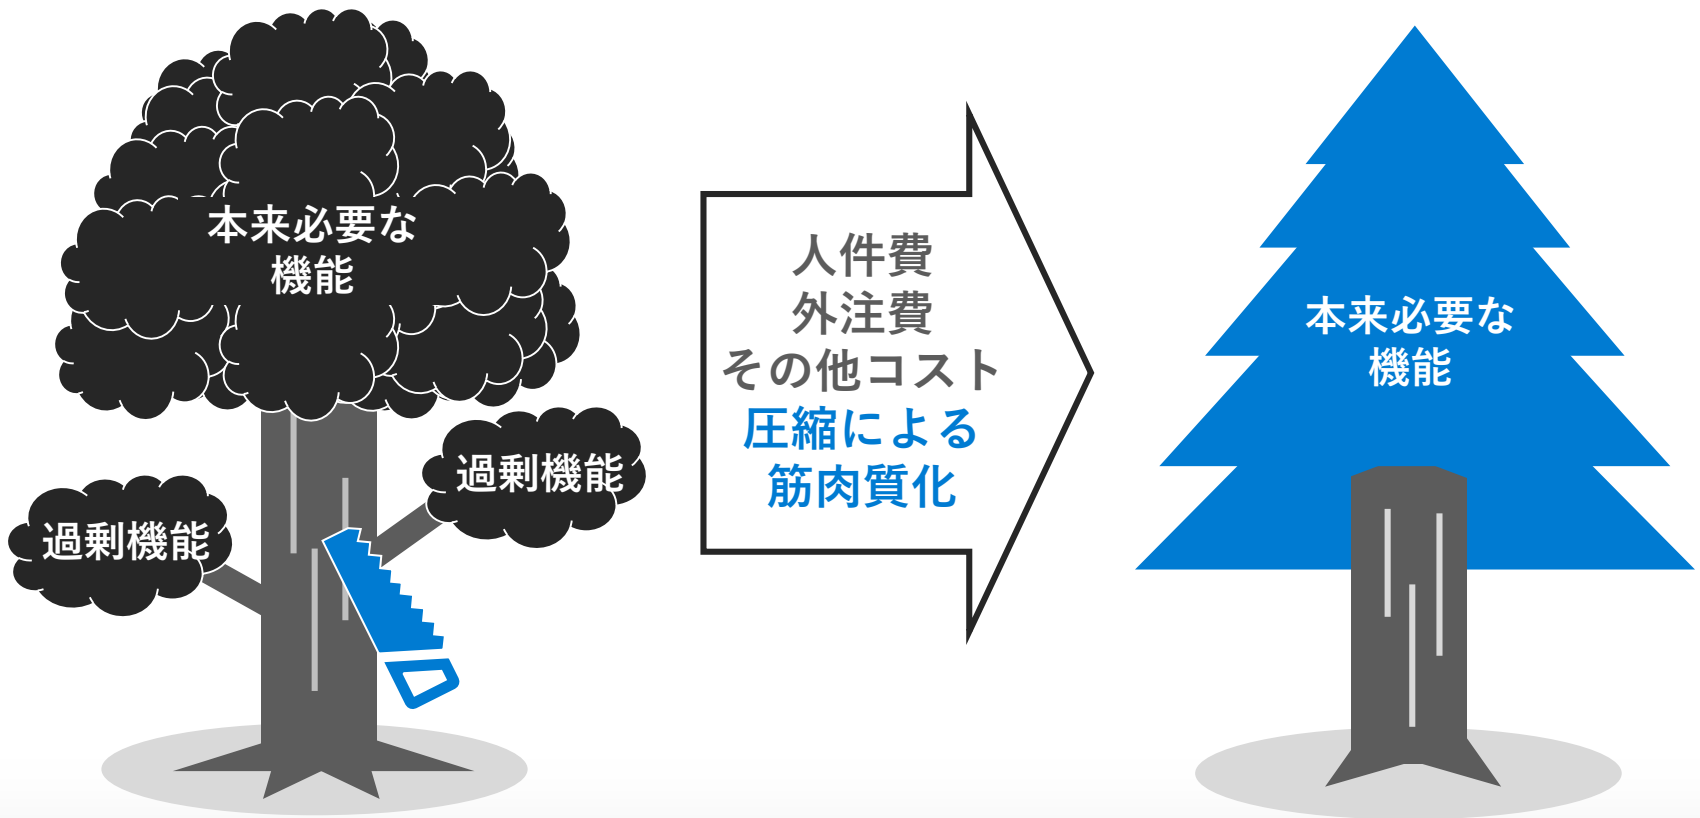 本来必要な
機能
過剰機能
過剰機能
人件費
外注費
その他コスト
圧縮による
筋肉質化
本来必要な
機能